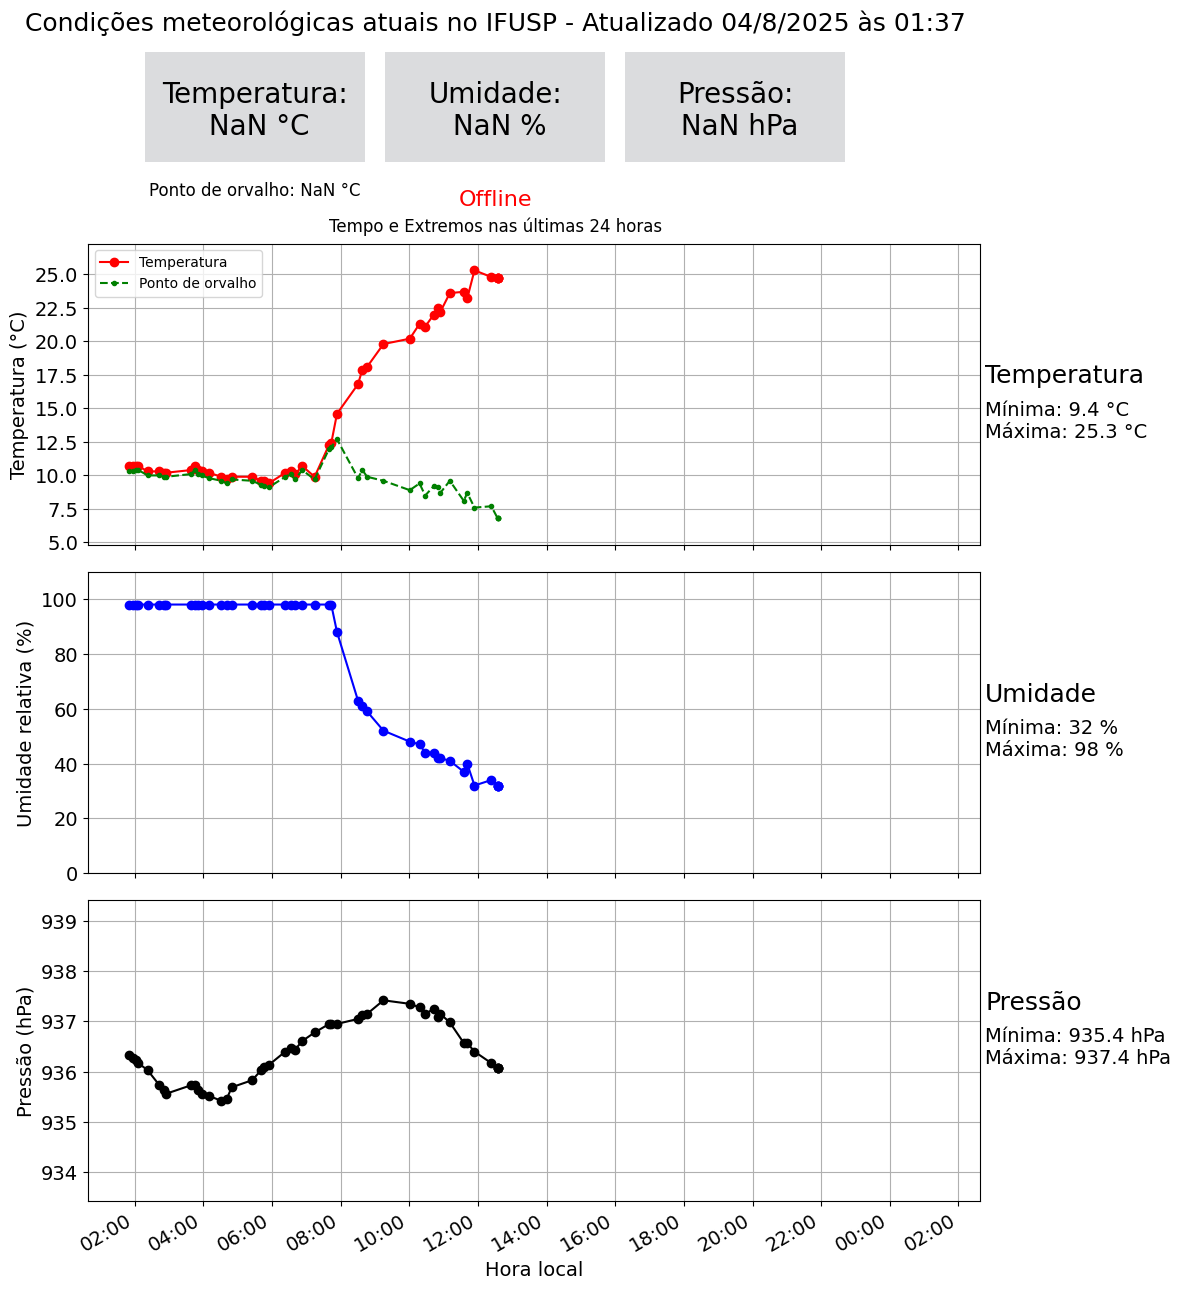 Condições meteorológicas atuais no IFUSP - Atualizado 04/8/2025 às 01:37
Temperatura:
NaN °C
Umidade:
NaN %
Pressão:
NaN hPa
Ponto de orvalho: NaN °C
Offline
Tempo e Extremos nas últimas 24 horas
Temperatura
Ponto de orvalho
Temperatura (°C)
25.0
22.5
20.0
17.5
15.0
12.5
10.0
7.5
5.0
Temperatura
Mínima: 9.4 °C
Máxima: 25.3 °C
Umidade relativa (%)
100
80
60
40
20
0
Umidade
Mínima: 32 %
Máxima: 98 %
Pressão (hPa)
939
938
937
936
935
934
Pressão
Mínima: 935.4 hPa
Máxima: 937.4 hPa
02:00 04:00 06:00 08:00 10:00 12:00 14:00 16:00 18:00 20:00 22:00 00:00 02:00
Hora local